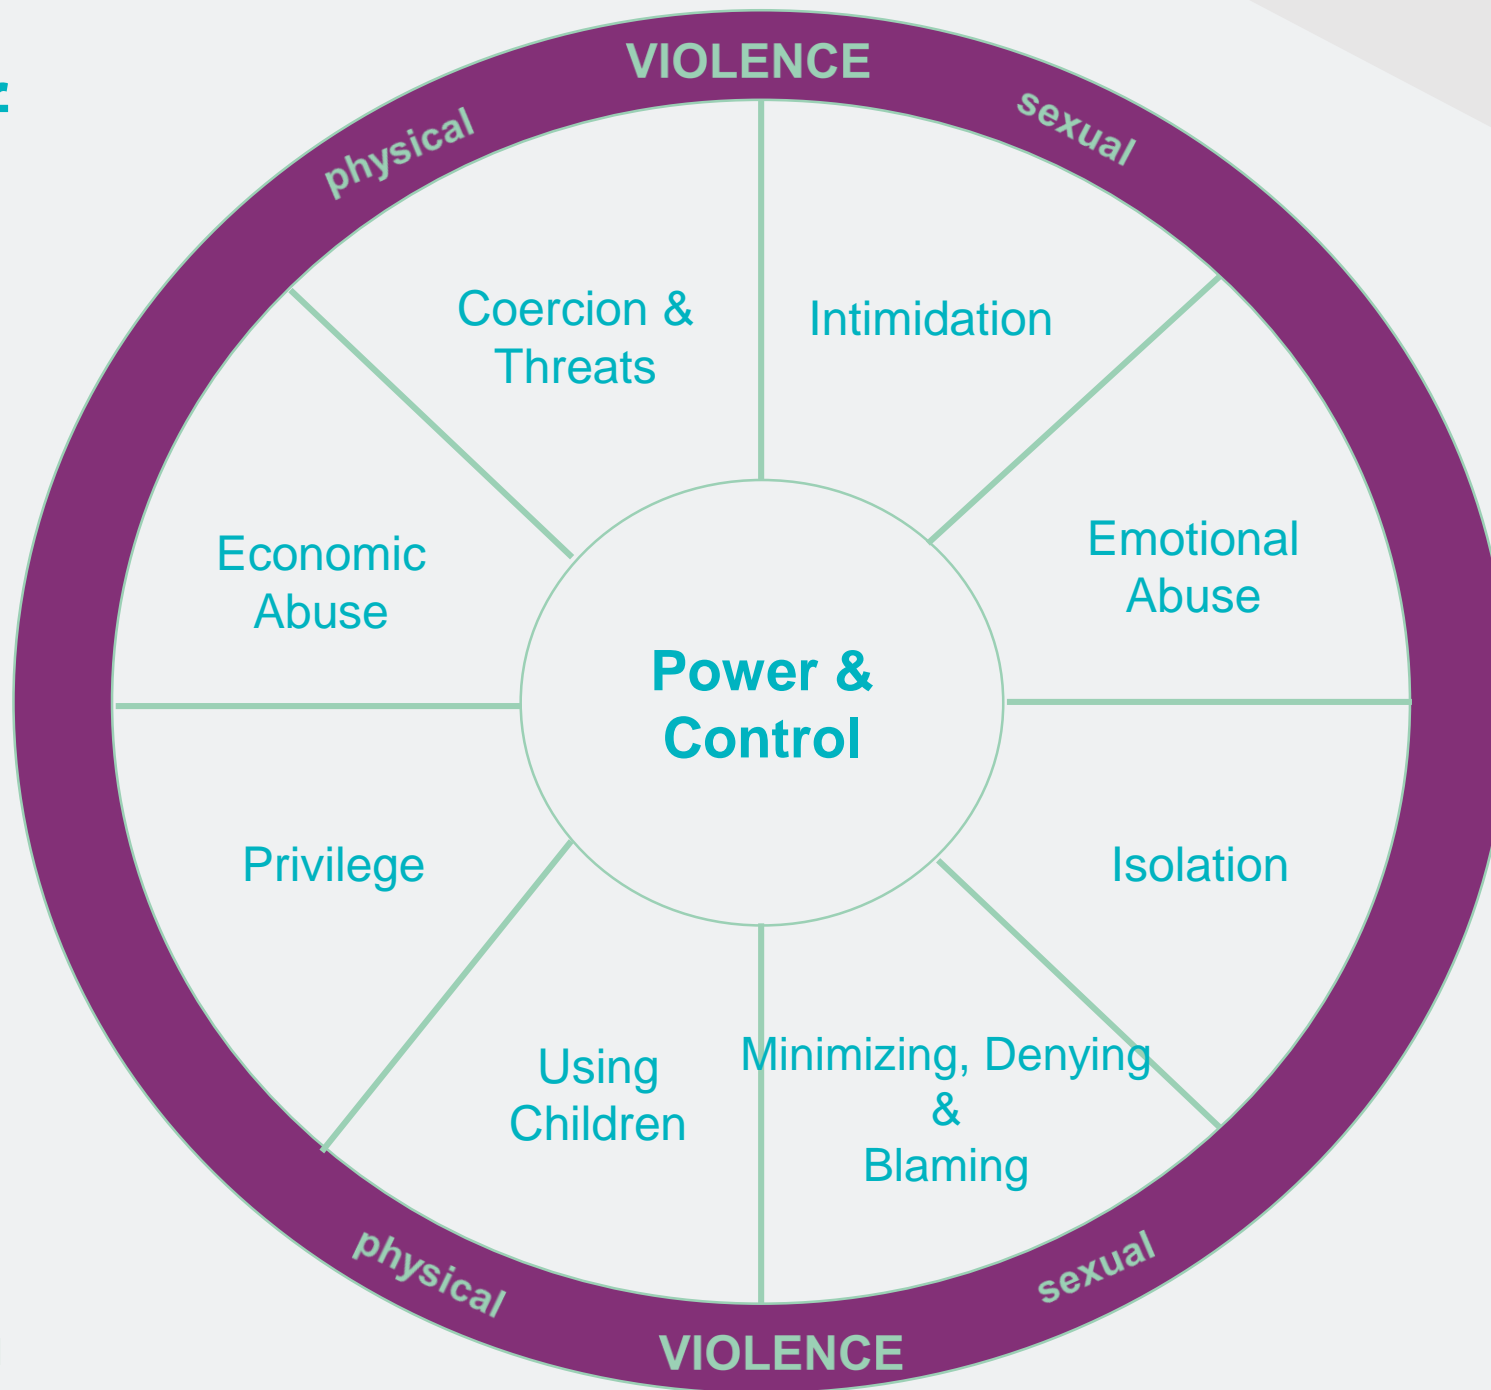 VIOLENCE
physical
sexual
Coercion &
Threats
Intimidation
Economic
Abuse
Emotional
Abuse
Power &
Control
Privilege
Isolation
Using
Children
Minimizing, Denying
&
Blaming
physical
sexual
VIOLENCE